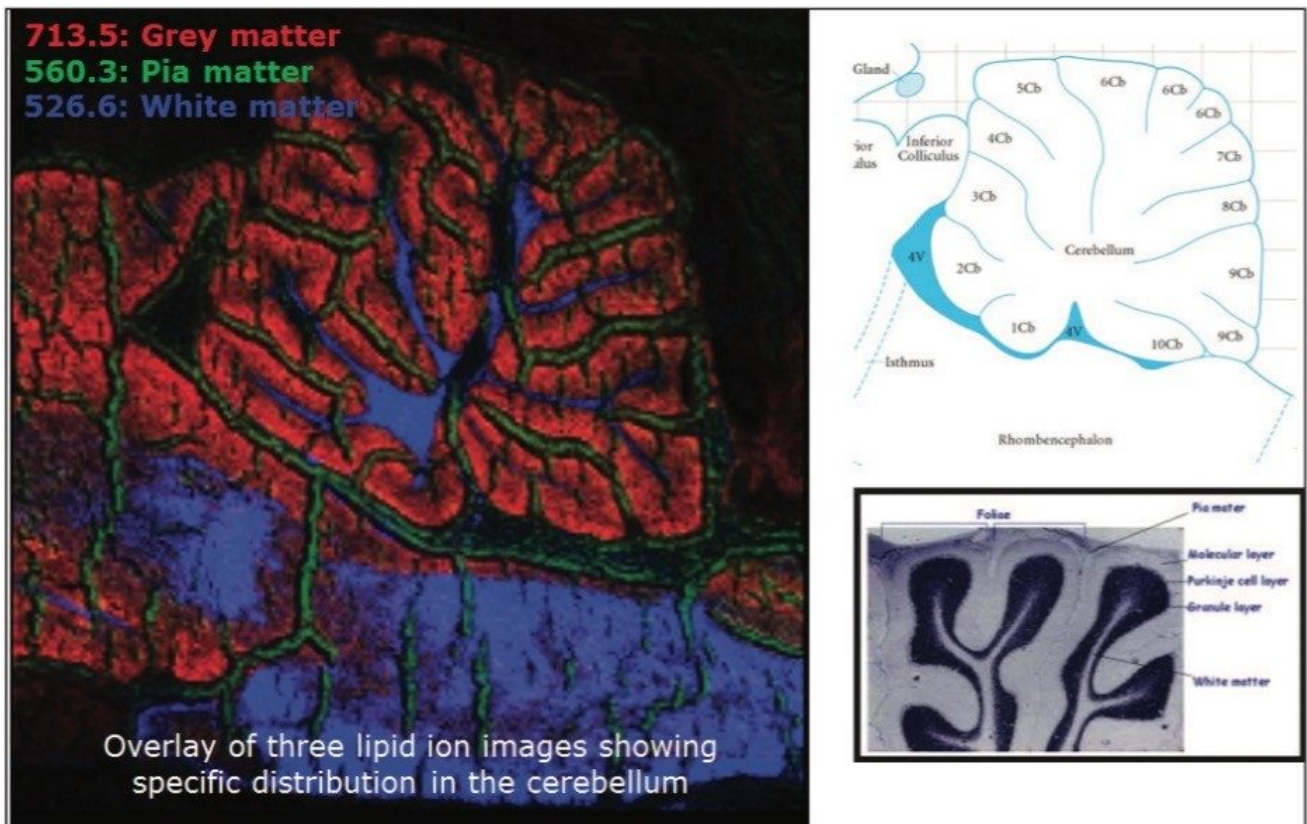 713.5: Grey matter
560.3: Pia matter
526.6: White matter
Overlay of three lipid ion images showing
specific distribution in the cerebellum
Gland
5Cb
6Cb
6Cb
6Cb
4Cb
ior
alus
Inferior
Colliculus
7Cb
3Cb
8Cb
Cerebellum
4V
2Cb
9Cb
1Cb
4V
10Cb
9Cb
Isthmus
Rhombencephalon
Foliae
Pia mater
Molecular layer
Purkinje cell layer
Granule layer
White matter